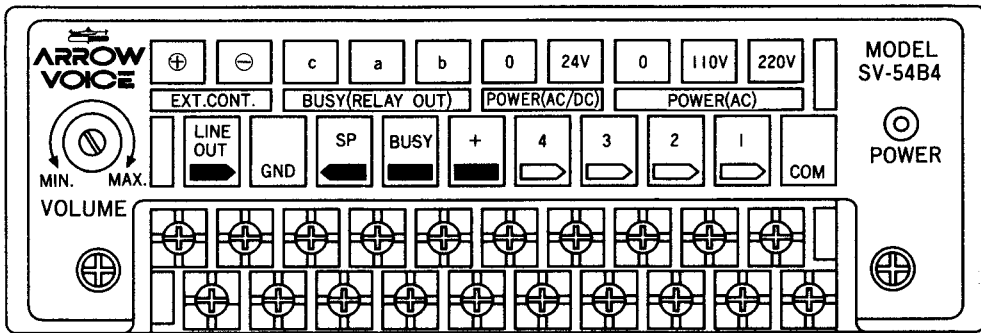 ARROW
VOICE
⊕ ⊖ c a b 0 24V 0 110V 220V
EXT.CONT. BUSY(RELAY OUT) POWER(AC/DC) POWER(AC)
MODEL
SV-54B4
LINE
OUT GND SP BUSY + 4 3 2 1 COM
POWER
MIN. MAX.
VOLUME